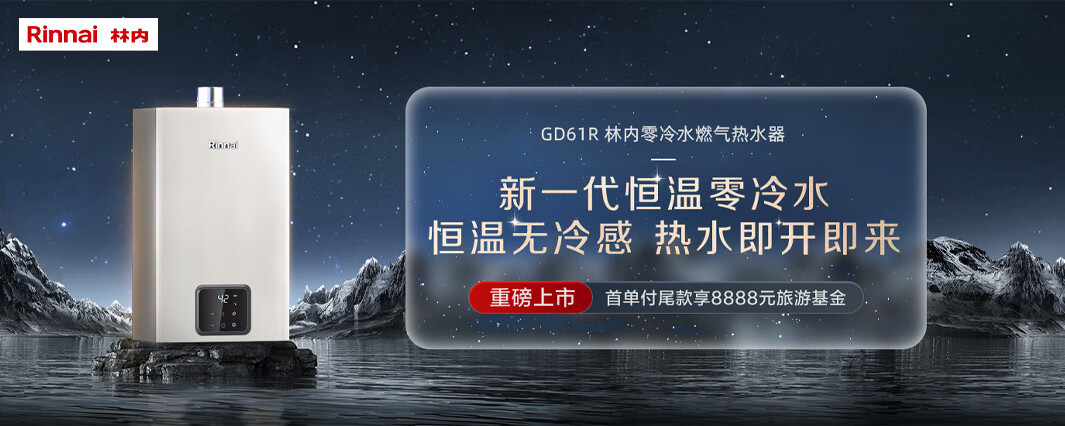 Rinnai 林内
Rinnai
42
GD61R 林内零冷水燃气热水器
新一代恒温零冷水
恒温无冷感 热水即开即来
重磅上市 首单付尾款享8888元旅游基金